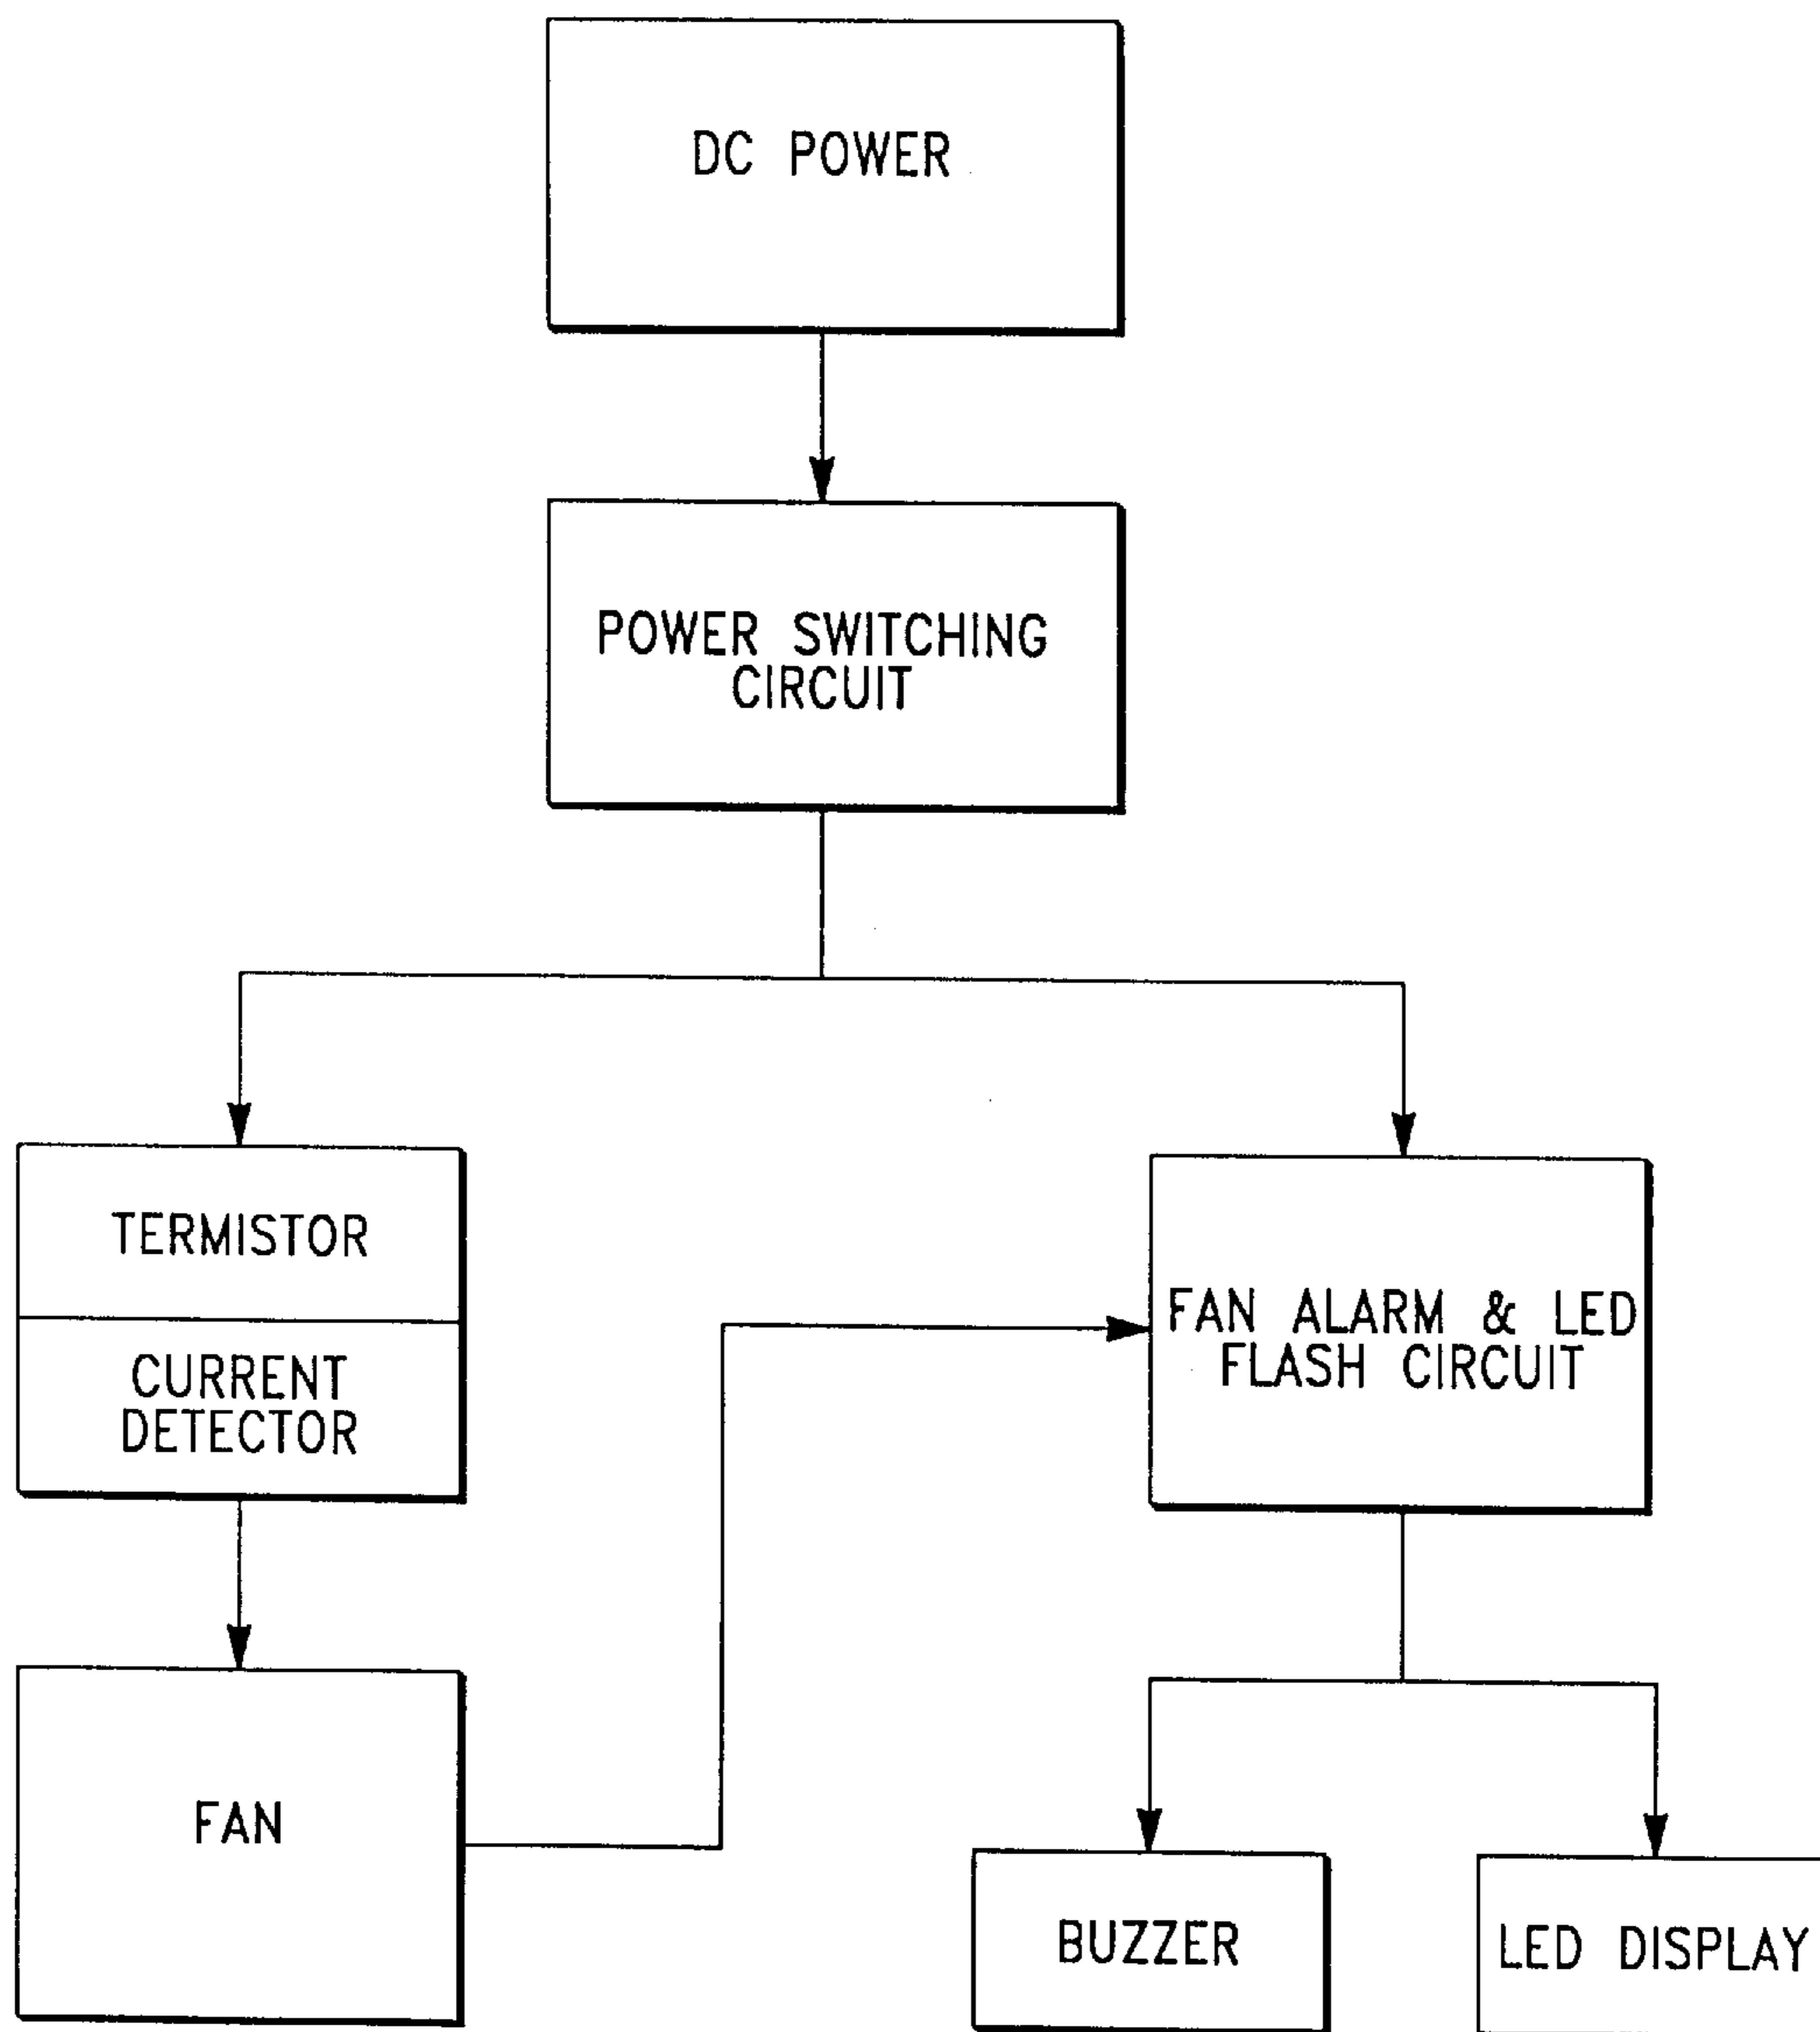 DC POWER
POWER SWITCHING
CIRCUIT
TERMISTOR
CURRENT
DETECTOR
FAN ALARM & LED
FLASH CIRCUIT
FAN
BUZZER
LED DISPLAY